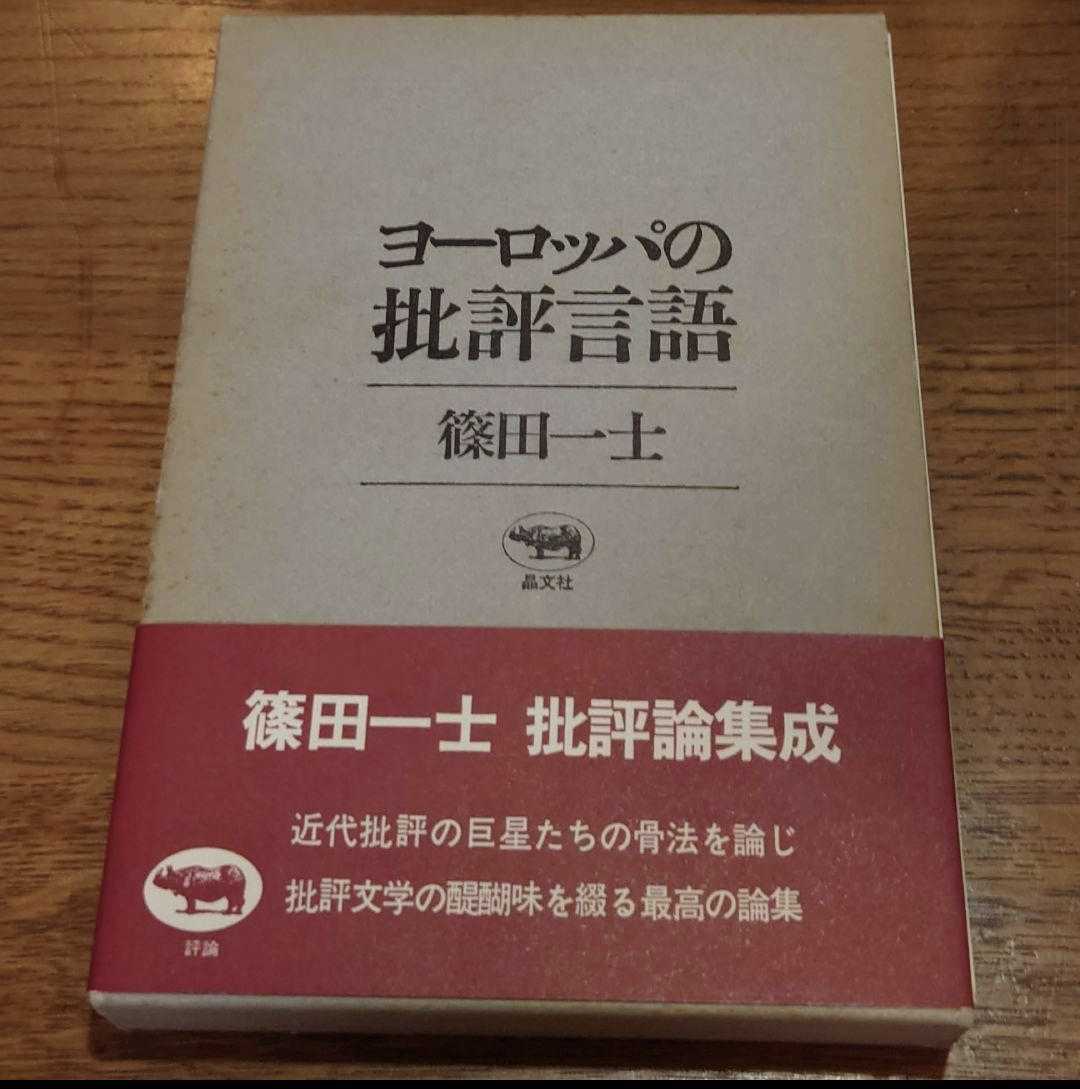 ヨーロッパの
批評言語
篠田一士
晶文社
篠田一士 批評論集成
近代批評の巨星たちの骨法を論じ
批評文学の醍醐味を綴る最高の論集
評論